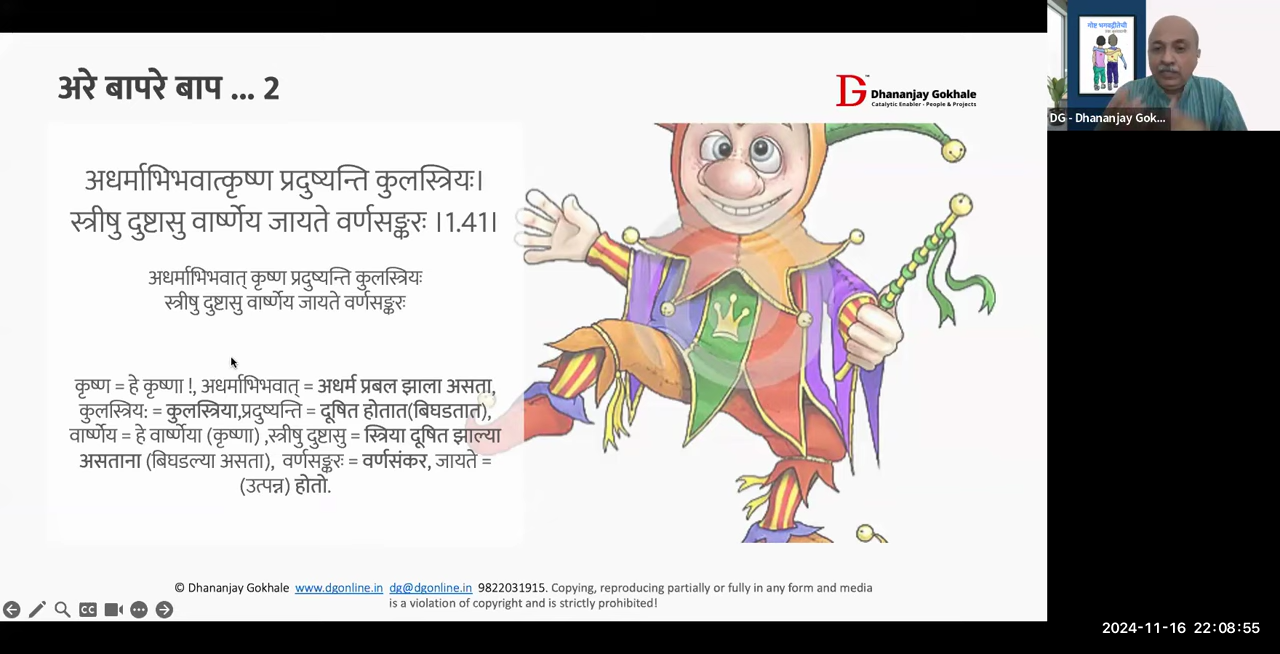 अरे बापरे बाप ... 2
DG
Dhananjay Gokhale
Catalytic Enabler - People & Projects
अधर्माभिभवात्कृष्ण प्रदुष्यन्ति कुलस्त्रियः।
स्त्रीषु दुष्टासु वार्ष्णेय जायते वर्णसङ्करः ।1.41।
अधर्माभिभवात् कृष्ण प्रदुष्यन्ति कुलस्त्रियः
स्त्रीषु दुष्टासु वार्ष्णेय जायते वर्णसङ्करः
कृष्ण = हे कृष्णा !, अधर्माभिभवात् = अधर्म प्रबल झाला असता,
कुलस्त्रिय: = कुलस्त्रिया,प्रदुष्यन्ति = दूषित होतात(बिघडतात),
वार्ष्णेय = हे वार्ष्णेया (कृष्णा) ,स्त्रीषु दुष्टासु = स्त्रिया दूषित झाल्या
असताना (बिघडल्या असता), वर्णसङ्करः = वर्णसंकर, जायते =
(उत्पन्न) होतो.
© Dhananjay Gokhale www.dgonline.in dg@dgonline.in 9822031915. Copying, reproducing partially or fully in any form and media
is a violation of copyright and is strictly prohibited!
CC
गोष्ट भगवद्गीतेची
DG - Dhananjay Gok...
2024-11-16 22:08:55